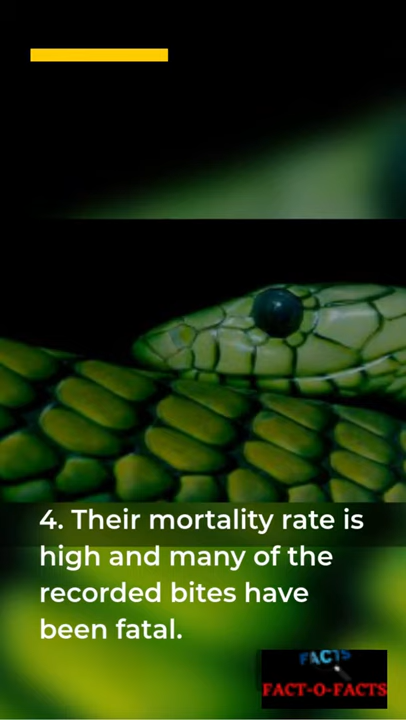 4. Their mortality rate is
high and many of the
recorded bites have
been fatal.
FACTS
FACT-O-FACTS